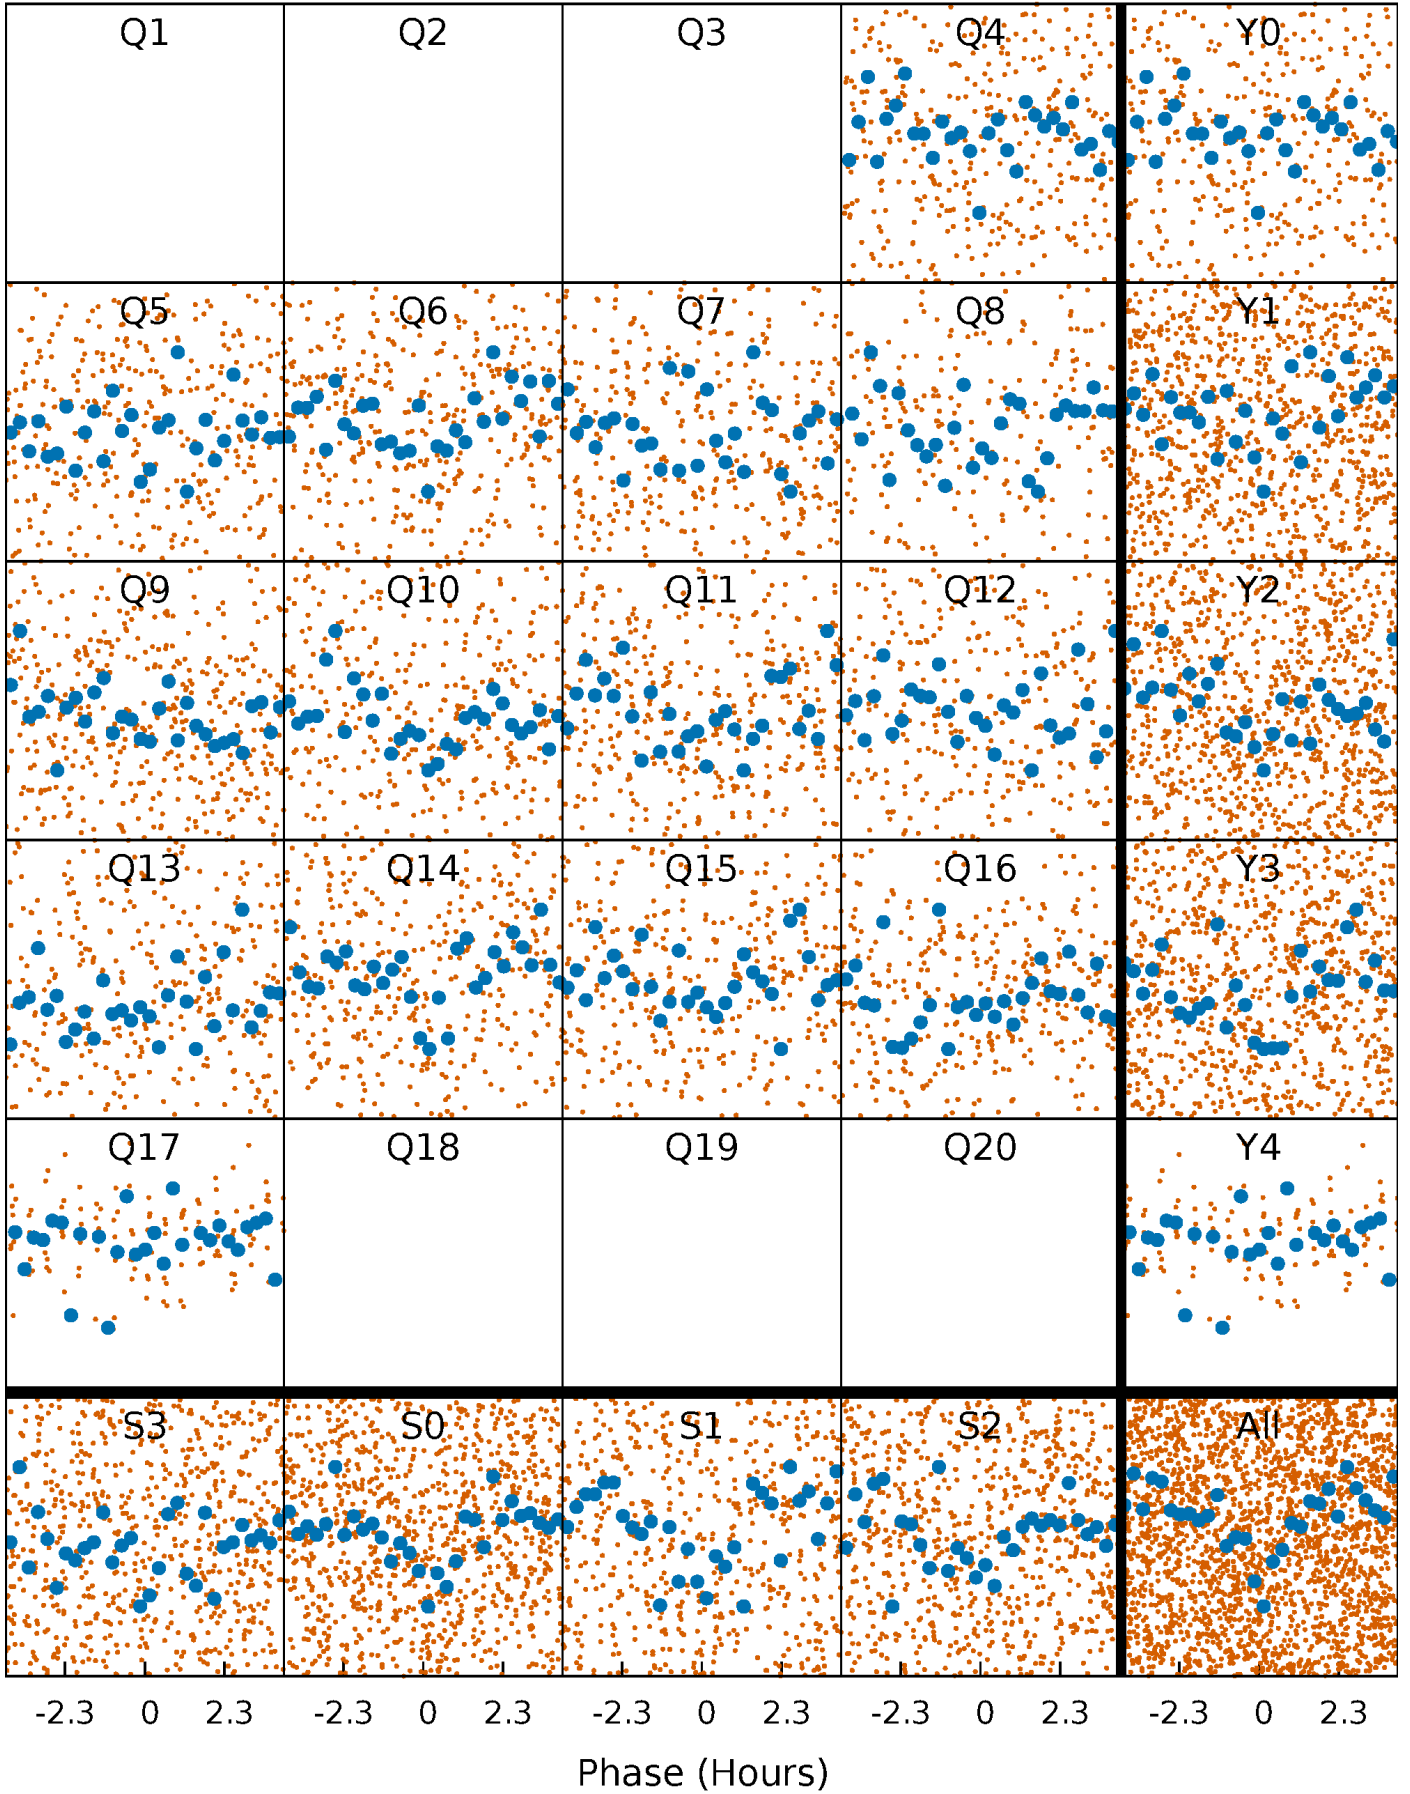 Q1 Q2 Q3 Q4 Y0
Q5 Q6 Q7 Q8 Y1
Q9 Q10 Q11 Q12 Y2
Q13 Q14 Q15 Q16 Y3
Q17 Q18 Q19 Q20 Y4
S3 S0 S1 S2 All
-2.3 0 2.3 -2.3 0 2.3 -2.3 0 2.3 -2.3 0 2.3 -2.3 0 2.3
Phase (Hours)